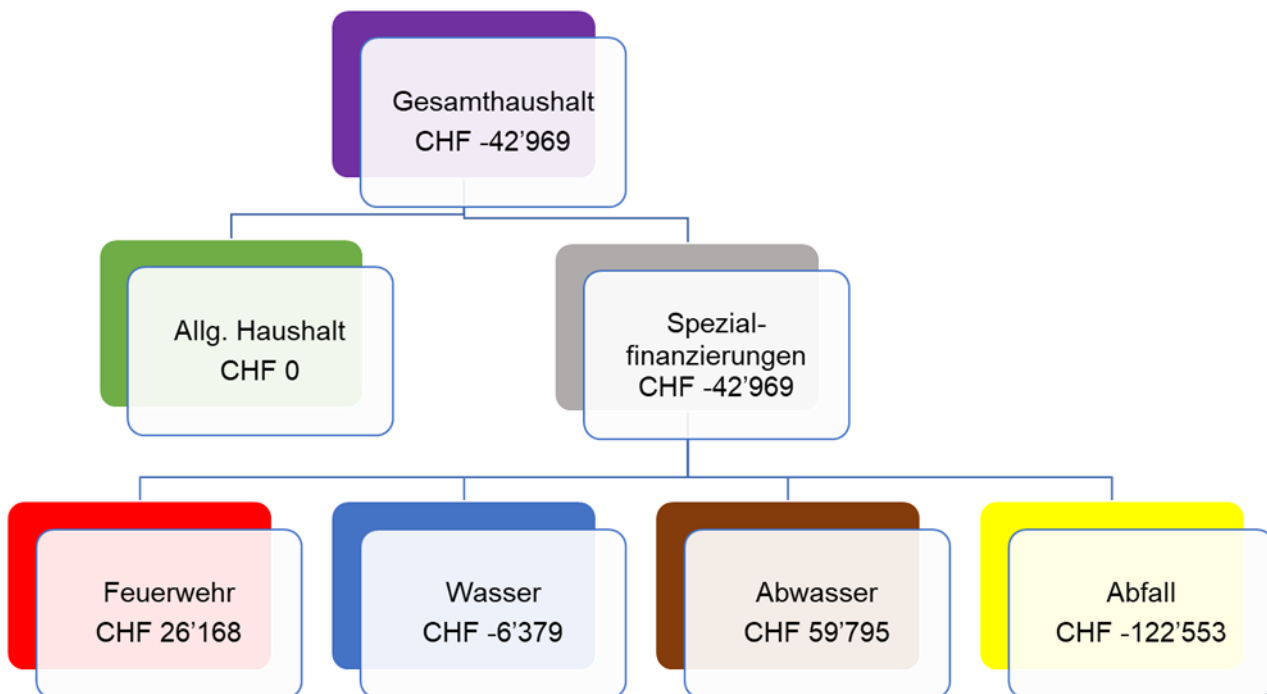 Gesamthaushalt
CHF -42’969
Allg. Haushalt
CHF 0
Spezial-
finanzierungen
CHF -42’969
Feuerwehr
CHF 26’168
Wasser
CHF -6’379
Abwasser
CHF 59’795
Abfall
CHF -122’553